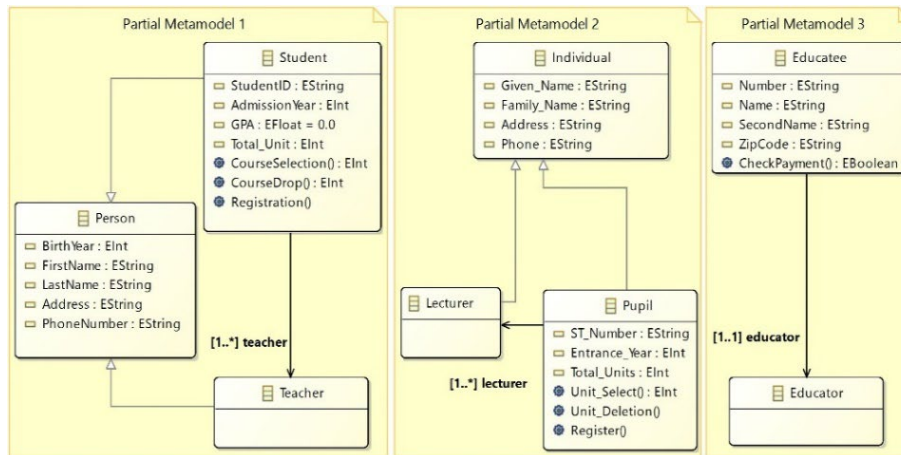 Partial Metamodel 1
Student
StudentID : EString
AdmissionYear : EInt
GPA : EFloat = 0.0
Total_Unit : EInt
CourseSelection() : EInt
CourseDrop() : EInt
Registration()
Person
BirthYear : EInt
FirstName : EString
LastName : EString
Address : EString
PhoneNumber : EString
[1..*] teacher
Teacher
Partial Metamodel 2
Individual
Given_Name : EString
Family_Name : EString
Address : EString
Phone : EString
Lecturer
Pupil
ST_Number : EString
Entrance_Year : EInt
Total_Units : EInt
Unit_Select() : EInt
Unit_Deletion()
Register()
[1..*] lecturer
Partial Metamodel 3
Educatee
Number : EString
Name : EString
SecondName : EString
ZipCode : EString
CheckPayment() : EBoolean
[1..1] educator
Educator